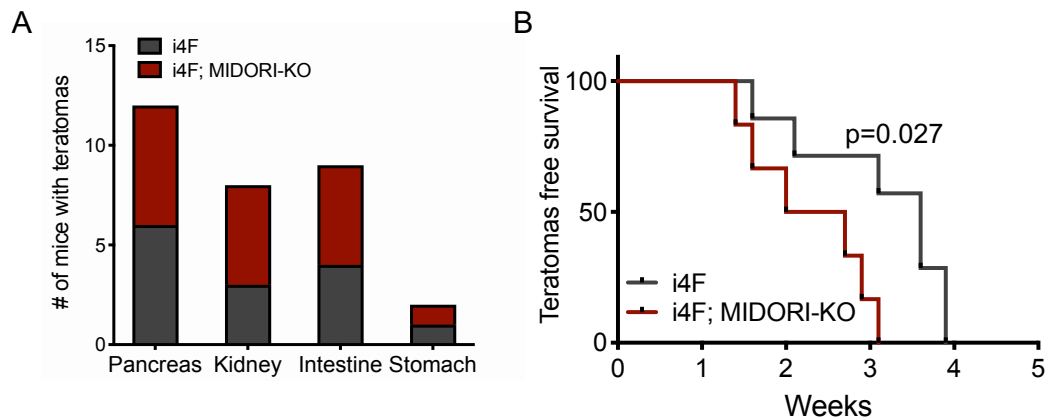 A
i4F
i4F; MIDORI-KO
# of mice with teratomas
15
10
5
0
Pancreas Kidney Intestine Stomach
B
Teratomas free survival
100
50
0
p=0.027
i4F
i4F; MIDORI-KO
0 1 2 3 4 5
Weeks